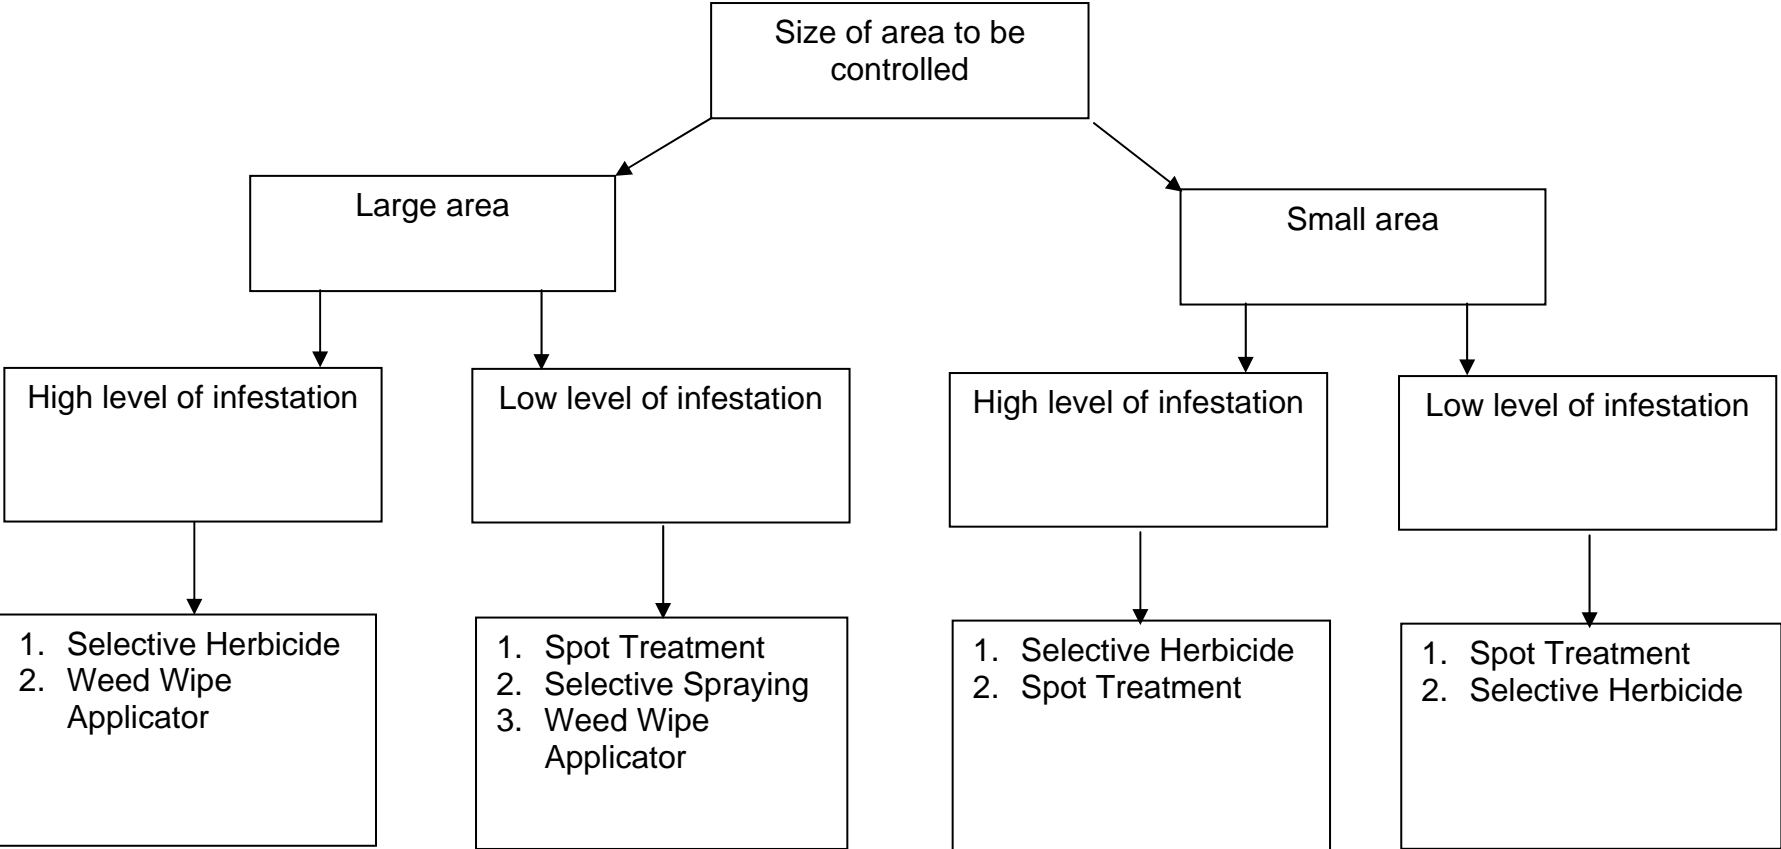 Size of area to be
controlled
Large area
Small area
High level of infestation
Low level of infestation
High level of infestation
Low level of infestation
1. Selective Herbicide
2. Weed Wipe
Applicator
1. Spot Treatment
2. Selective Spraying
3. Weed Wipe
Applicator
1. Selective Herbicide
2. Spot Treatment
1. Spot Treatment
2. Selective Herbicide